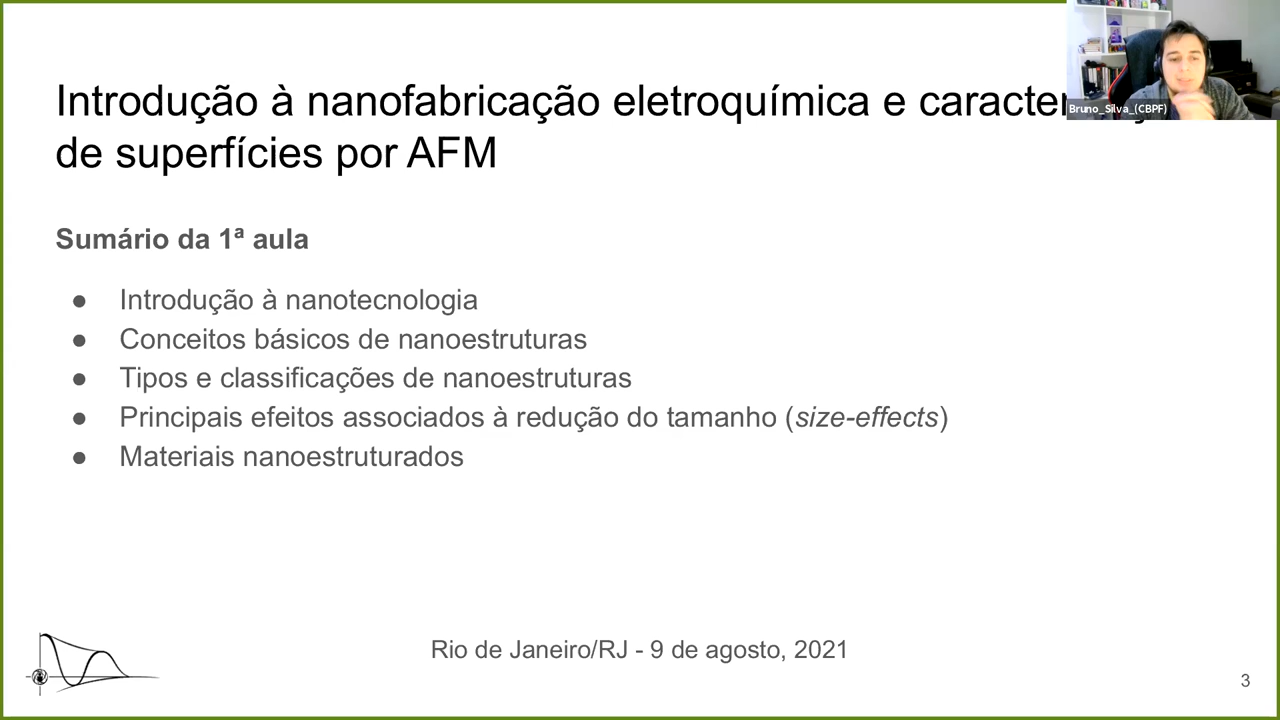 Introdução à nanofabricação eletroquímica e
de superfícies por AFM
Bruno_Silva_(CBPF)
Sumário da 1ª aula
● Introdução à nanotecnologia
● Conceitos básicos de nanoestruturas
● Tipos e classificações de nanoestruturas
● Principais efeitos associados à redução do tamanho (size-effects)
● Materiais nanoestruturados
Rio de Janeiro/RJ - 9 de agosto, 2021
3